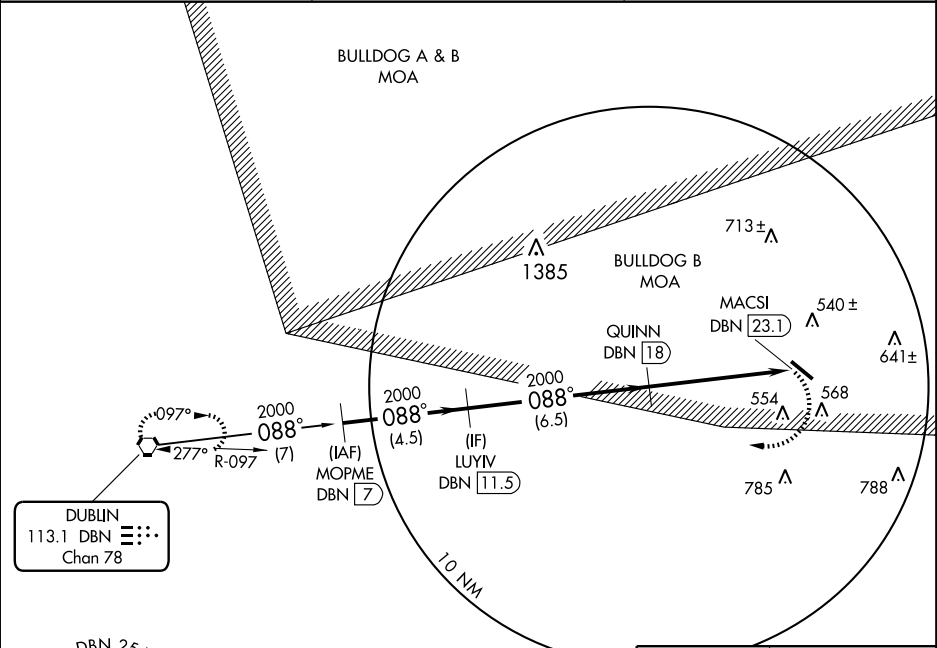 BULLDOG A & B
MOA
713±
1385
BULLDOG B
MOA
MACSI
DBN 23.1
540 ±
QUINN
DBN 18
641±
2000
088°
(6.5)
2000
088°
(4.5)
2000
088°
(7)
554
568
097°
277°
R-097
(IAF)
MOPME
DBN 7
(IF)
LUYIV
DBN 11.5
785
788
DUBLIN
113.1 DBN
Chan 78
10 NM
DBN 25